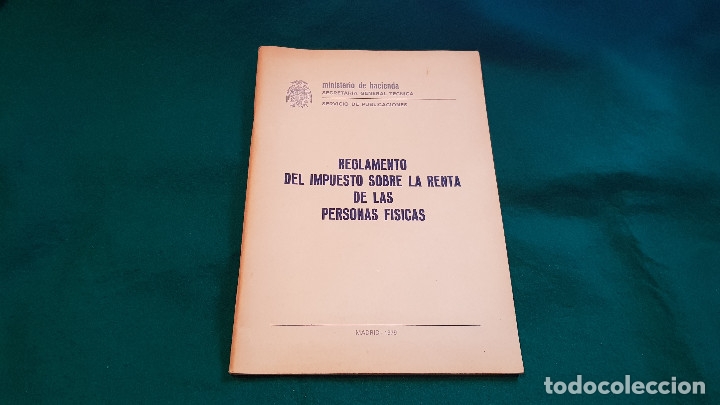 ministerio de hacienda
SECRETARIA GENERAL TECNICA
SERVICIO DE PUBLICACIONES
REGLAMENTO
DEL IMPUESTO SOBRE LA RENTA
DE LAS
PERSONAS FISICAS
MADRID
todocoleccion